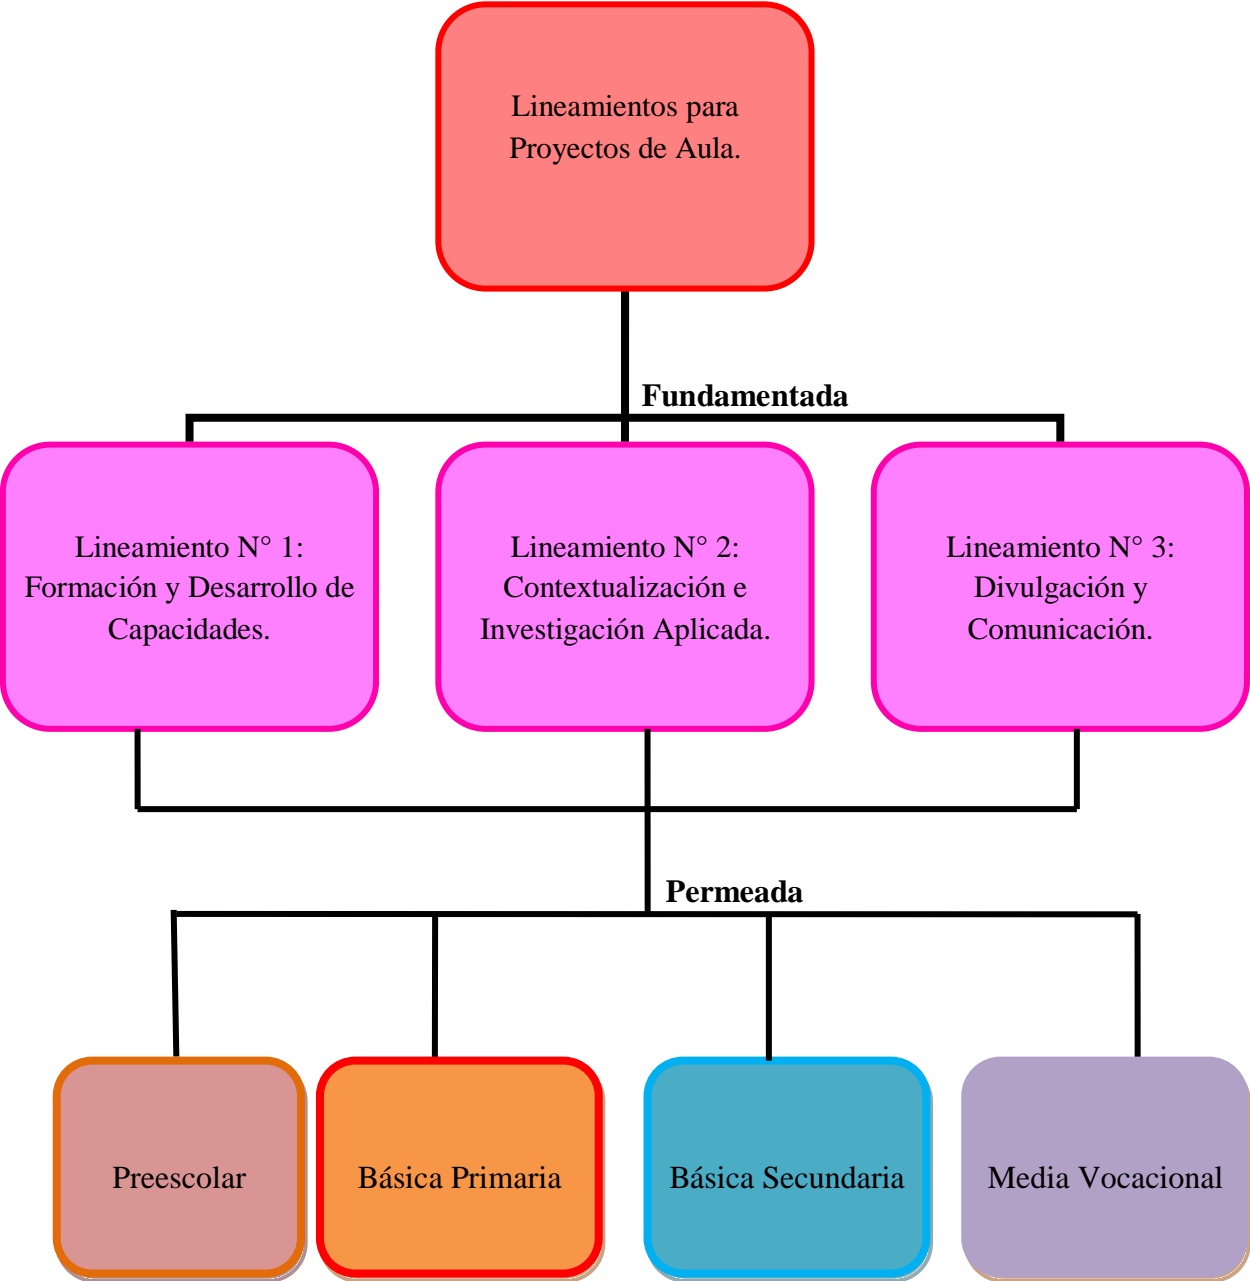 Lineamientos para
Proyectos de Aula.
Fundamentada
Lineamiento N° 1:
Formación y Desarrollo de
Capacidades.
Lineamiento N° 2:
Contextualización e
Investigación Aplicada.
Lineamiento N° 3:
Divulgación y
Comunicación.
Permeada
Preescolar
Básica Primaria
Básica Secundaria
Media Vocacional